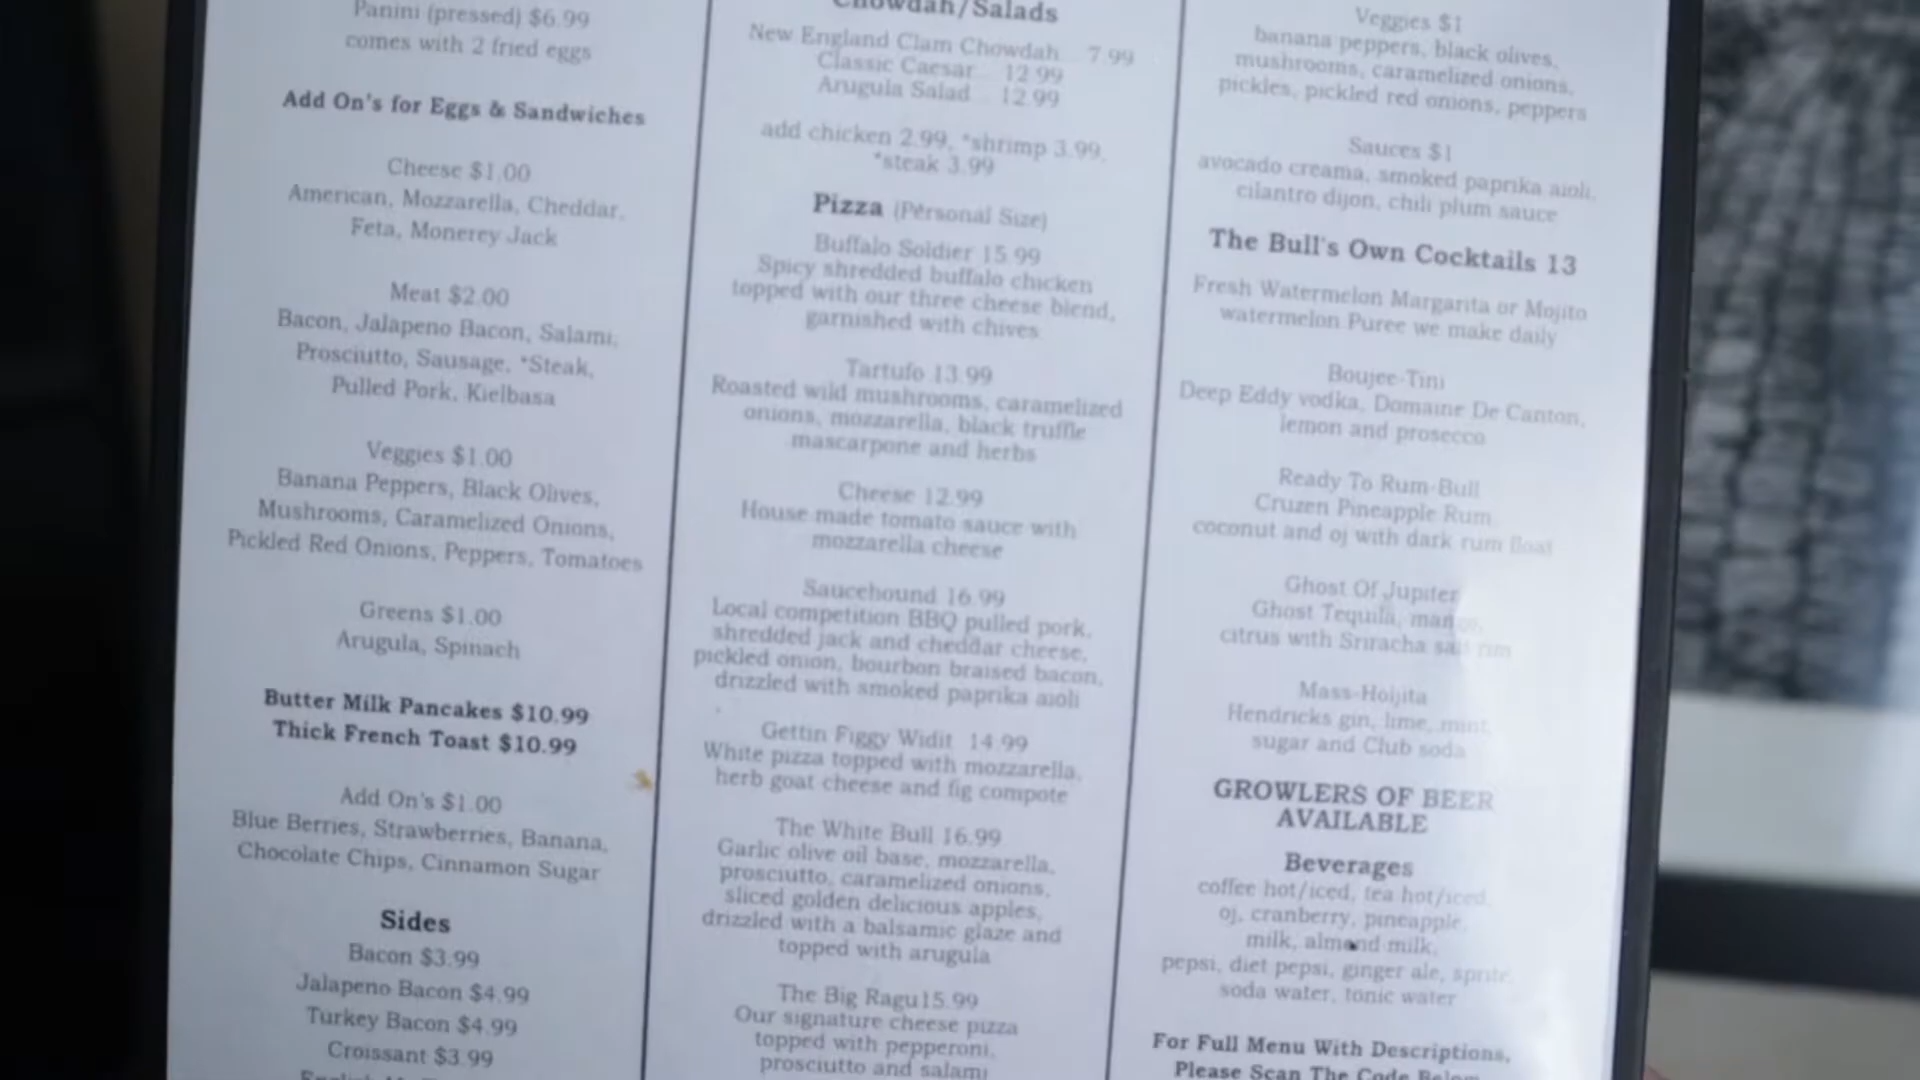 Panini (pressed) $6.99
comes with 2 fried eggs
Add On's for Eggs & Sandwiches
Cheese $1.00
American, Mozzarella, Cheddar,
Feta, Monerey Jack
Meat $2.00
Bacon, Jalapeno Bacon, Salami,
Prosciutto, Sausage, *Steak,
Pulled Pork, Kielbasa
Veggies $1.00
Banana Peppers, Black Olives,
Mushrooms, Caramelized Onions,
Pickled Red Onions, Peppers, Tomatoes
Greens $1.00
Arugula, Spinach
Butter Milk Pancakes $10.99
Thick French Toast $10.99
Add On's $1.00
Blue Berries, Strawberries, Banana,
Chocolate Chips, Cinnamon Sugar
Sides
Bacon $3.99
Jalapeno Bacon $4.99
Turkey Bacon $4.99
Croissant $3.99
Chowdah/Salads
New England Clam Chowdah 7.99
Classic Caesar 12.99
Arugula Salad 12.99
add chicken 2.99, *shrimp 3.99,
*steak 3.99
Pizza (Personal Size)
Buffalo Soldier 15.99
Spicy shredded buffalo chicken
topped with our three cheese blend,
garnished with chives
Tartufo 13.99
Roasted wild mushrooms, caramelized
onions, mozzarella, black truffle
mascarpone and herbs
Cheese 12.99
House made tomato sauce with
mozzarella cheese
Saucehound 16.99
Local competition BBQ pulled pork,
shredded jack and cheddar cheese,
pickled onion, bourbon braised bacon,
drizzled with smoked paprika aioli
Gettin Figgy Widit 14.99
White pizza topped with mozzarella,
herb goat cheese and fig compote
The White Bull 16.99
Garlic olive oil base, mozzarella,
prosciutto, caramelized onions,
sliced golden delicious apples,
drizzled with a balsamic glaze and
topped with arugula
The Big Ragu15.99
Our signature cheese pizza
topped with pepperoni,
prosciutto and salami
Veggies $1
banana peppers, black olives,
mushrooms, caramelized onions,
pickles, pickled red onions, peppers
Sauces $1
avocado creama, smoked paprika aioli,
cilantro dijon, chili plum sauce
The Bull's Own Cocktails 13
Fresh Watermelon Margarita or Mojito
watermelon Puree we make daily
Boujee-Tini
Deep Eddy vodka, Domaine De Canton,
lemon and prosecco
Ready To Rum-Bull
Cruzen Pineapple Rum
coconut and oj with dark rum float
Ghost Of Jupiter
Ghost Tequila,
citrus with Sriracha salt rim
Mass-Hojita
Hendricks gin, lime, mint,
sugar and Club soda
GROWLERS OF BEER
AVAILABLE
Beverages
coffee hot/iced, tea hot/iced,
oj, cranberry, pineapple,
milk, almond milk,
pepsi, diet pepsi, ginger ale, sprite,
soda water, tonic water
For Full Menu With Descriptions,
Please Scan The Code Below